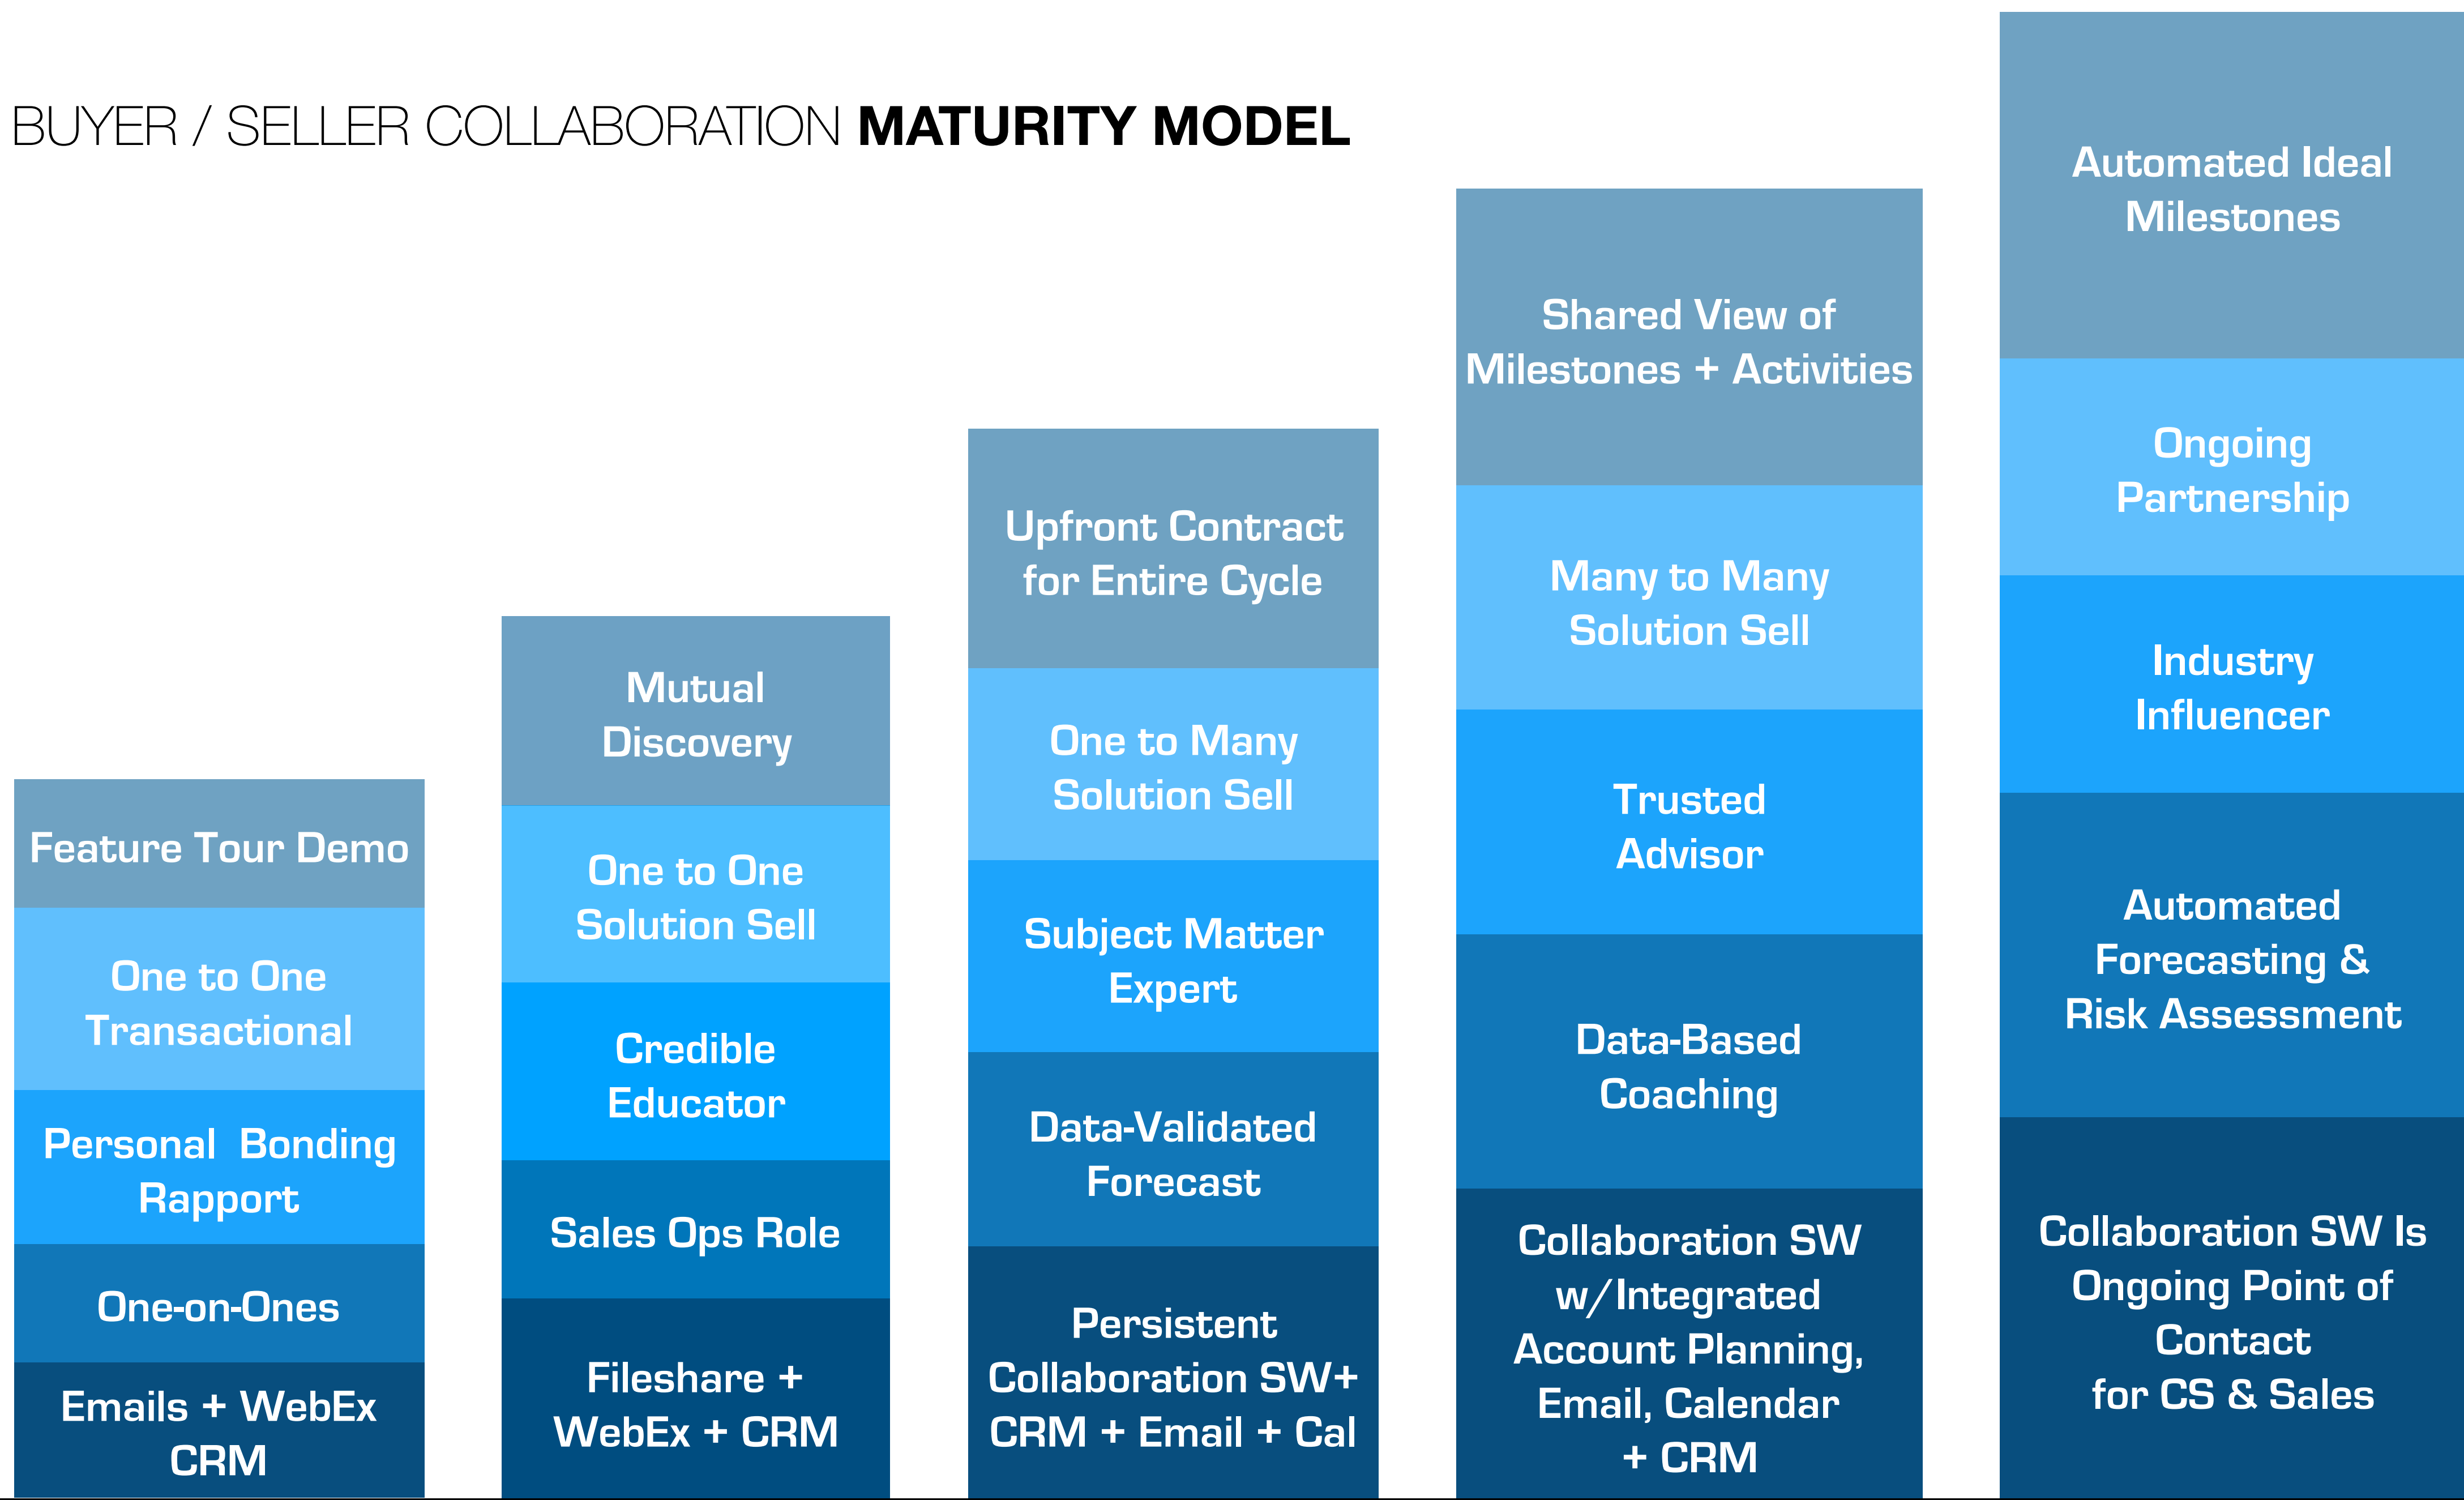 BUYER / SELLER COLLABORATION MATURITY MODEL
Feature Tour Demo
One to One
Transactional
Personal Bonding
Rapport
One-on-Ones
Emails + WebEx
CRM
Mutual
Discovery
One to One
Solution Sell
Credible
Educator
Sales Ops Role
Fileshare +
WebEx + CRM
Upfront Contract
for Entire Cycle
One to Many
Solution Sell
Subject Matter
Expert
Data-Validated
Forecast
Persistent
Collaboration SW+
CRM + Email + Cal
Shared View of
Milestones + Activities
Many to Many
Solution Sell
Trusted
Advisor
Data-Based
Coaching
Collaboration SW
w/Integrated
Account Planning,
Email, Calendar
+ CRM
Automated Ideal
Milestones
Ongoing
Partnership
Industry
Influencer
Automated
Forecasting &
Risk Assessment
Collaboration SW Is
Ongoing Point of
Contact
for CS & Sales